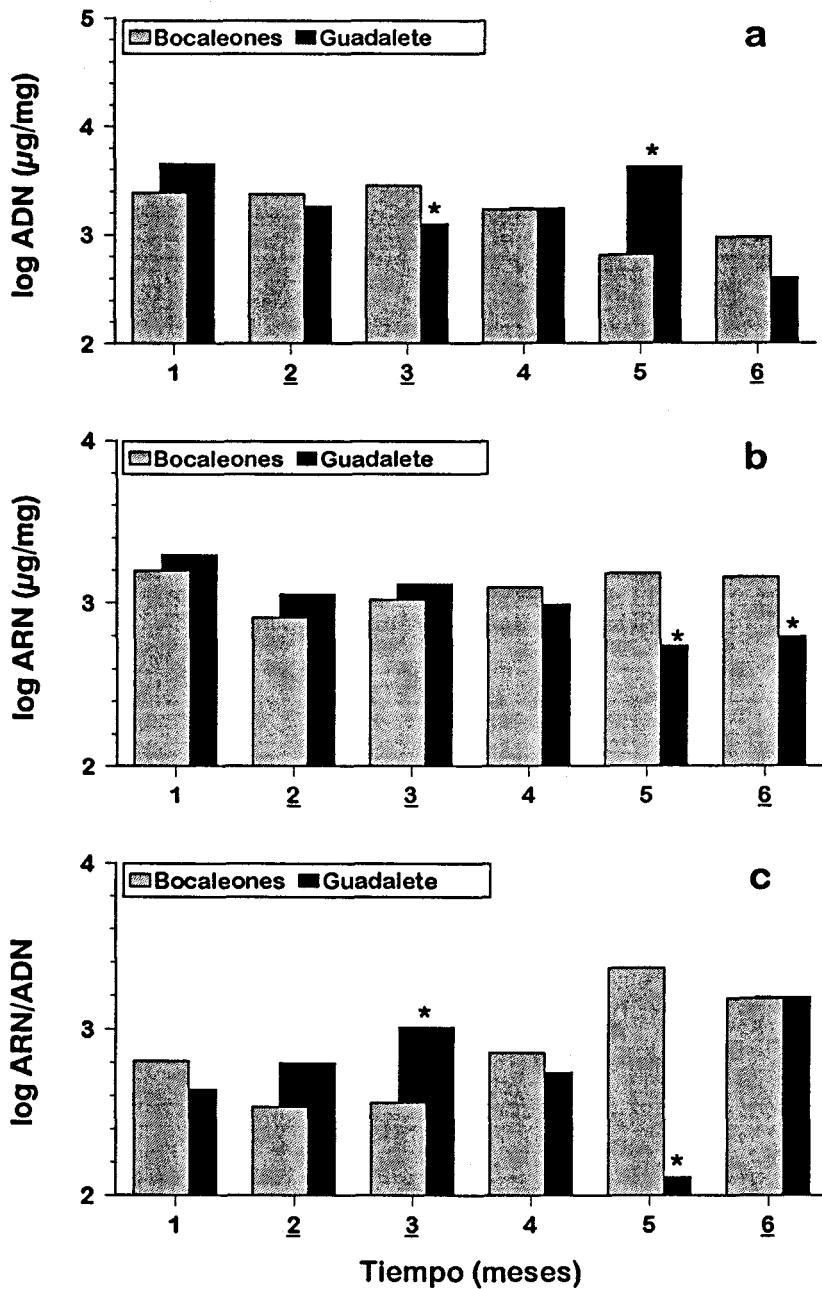 a
Bocaleones Guadalete
log ADN (µg/mg)
5
4
3
2
* *
1 2 3 4 5 6
b
Bocaleones Guadalete
log ARN (µg/mg)
4
3
2
* *
1 2 3 4 5 6
c
Bocaleones Guadalete
log ARN/ADN
4
3
2
* *
1 2 3 4 5 6
Tiempo (meses)